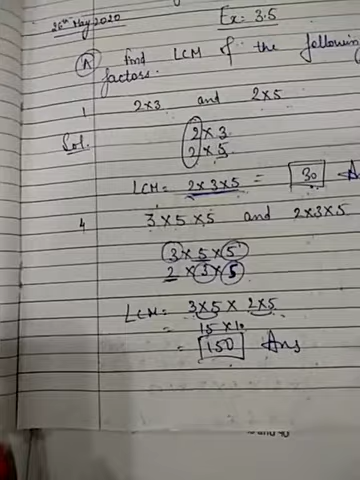 26th May 2020
Ex: 3.5
(A) Find LCM of the following
factors.
1 2×3 and 2×5
Sol. 2×3
2×5
LCM= 2×3×5 = 30
4 3×5×5 and 2×3×5
3×5×5
2×3×5
LCM= 3×5×2×5
= 15×10
= 150 Ans